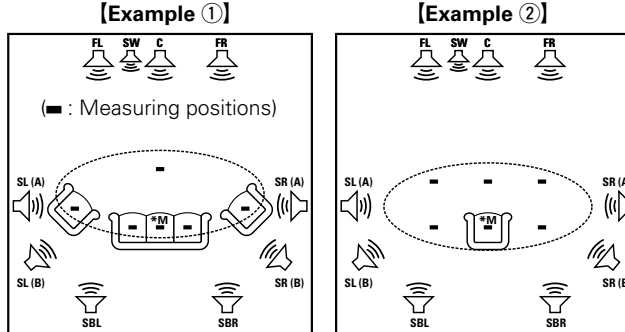 【Example ①】 【Example ②】
FL SW C FR FL SW C FR
(▬ : Measuring positions)
SL (A) SR (A) SL (A) SR (A)
*M *M
SL (B) SR (B) SL (B) SR (B)
SBL SBR SBL SBR